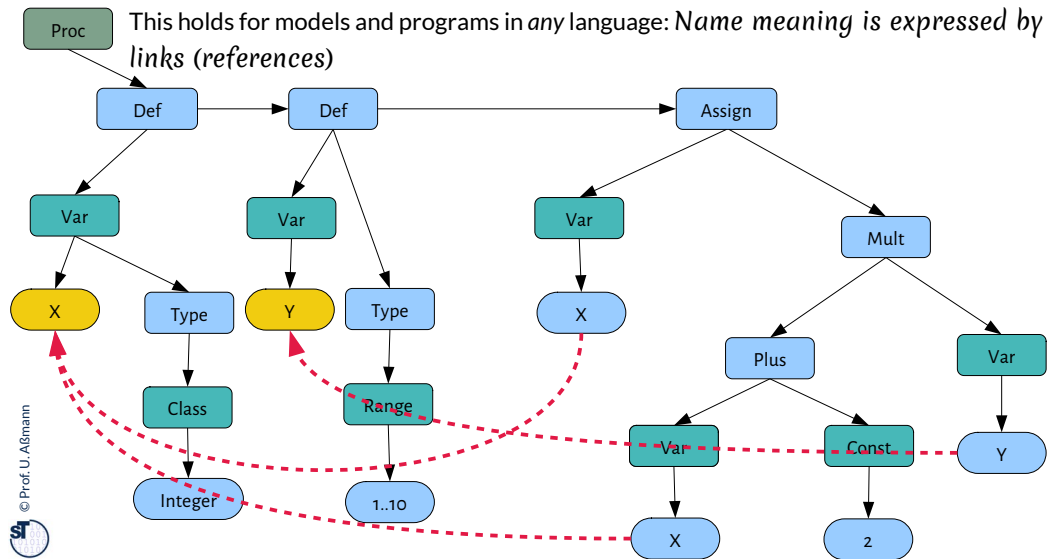 Proc
This holds for models and programs in any language: Name meaning is expressed by
links (references)
Def
Def
Assign
Var
Var
Var
Mult
X
Type
Y
Type
X
Plus
Var
Class
Range
Var
Const
Y
Integer
1..10
X
2
© Prof. U. Aßmann
ST